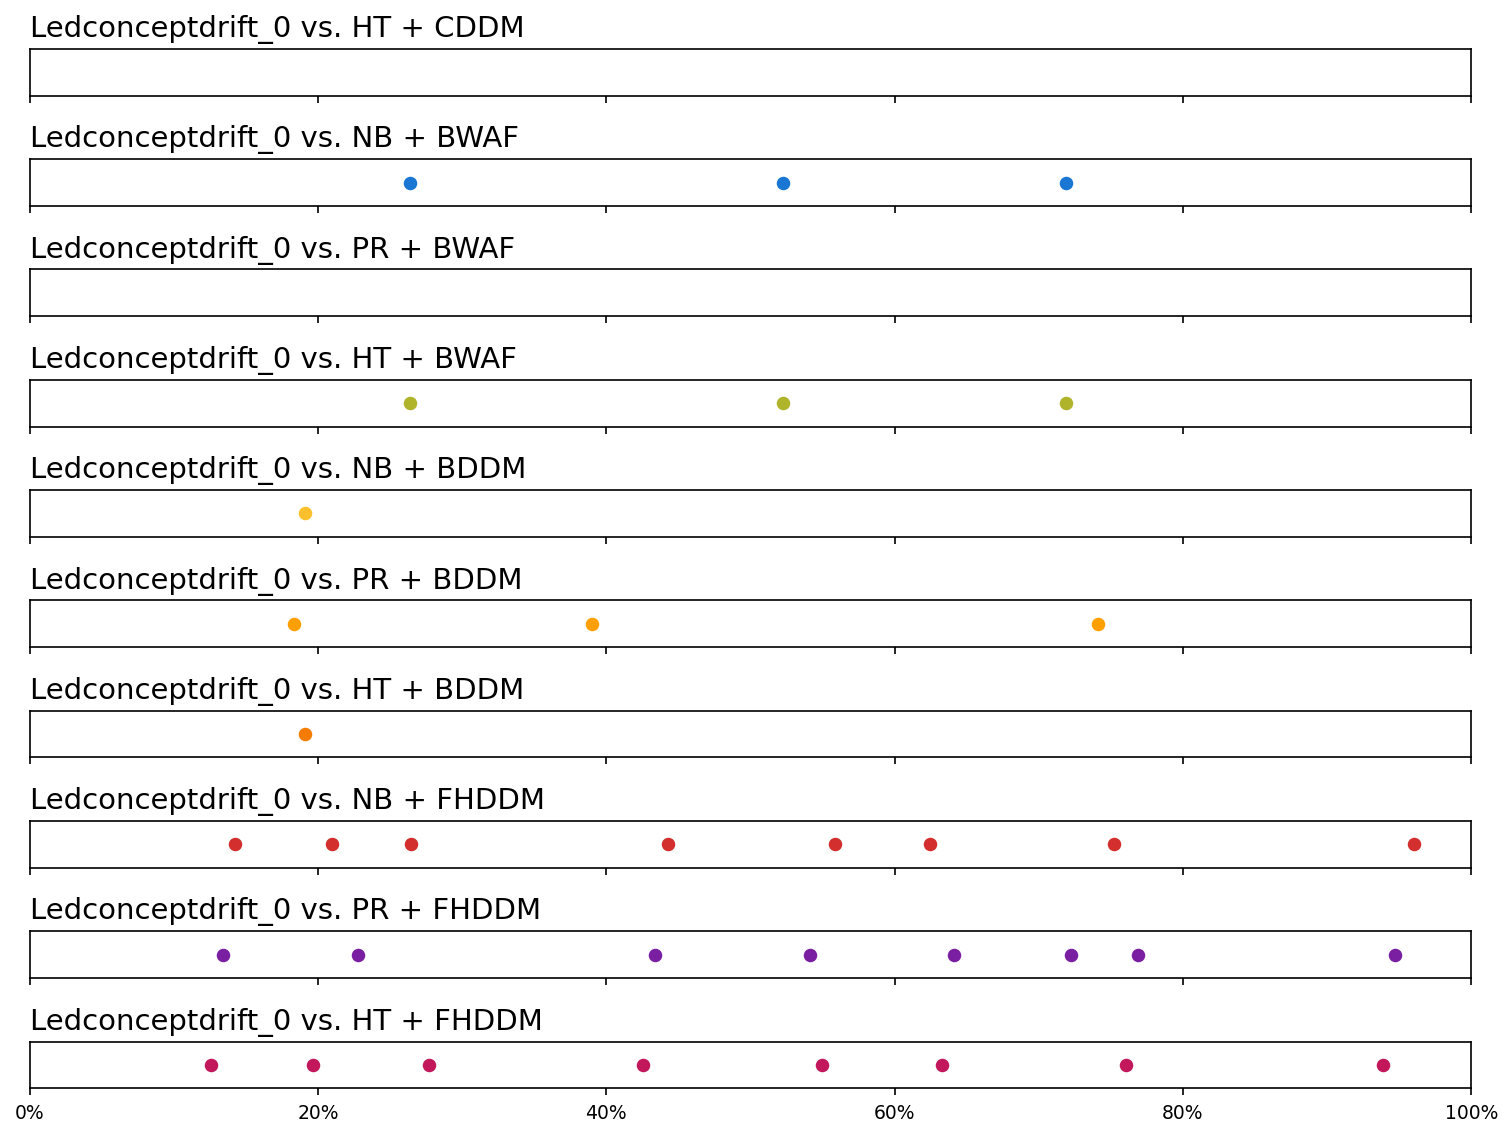 Ledconceptdrift_0 vs. HT + CDDM
Ledconceptdrift_0 vs. NB + BWAF
Ledconceptdrift_0 vs. PR + BWAF
Ledconceptdrift_0 vs. HT + BWAF
Ledconceptdrift_0 vs. NB + BDDM
Ledconceptdrift_0 vs. PR + BDDM
Ledconceptdrift_0 vs. HT + BDDM
Ledconceptdrift_0 vs. NB + FHDDM
Ledconceptdrift_0 vs. PR + FHDDM
Ledconceptdrift_0 vs. HT + FHDDM
0% 20% 40% 60% 80% 100%